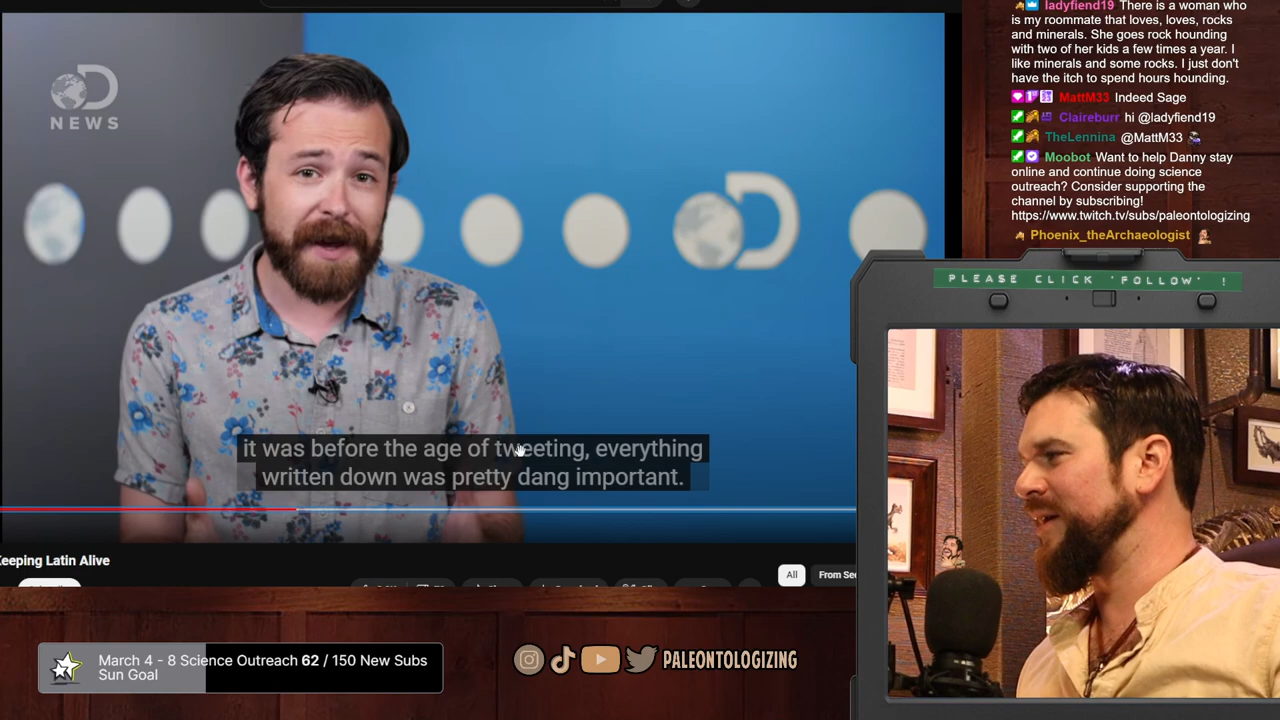 NEWS
it was before the age of tweeting, everything
written down was pretty dang important.
Keeping Latin Alive
All
From Se
ladyfiend19 There is a woman who
is my roommate that loves, loves, rocks
and minerals. She goes rock hounding
with two of her kids a few times a year. I
like minerals and some rocks. I just don't
have the itch to spend hours hounding.
MattM33 Indeed Sage
Claireburr hi @ladyfiend19
TheLennina @MattM33
Moobot Want to help Danny stay
online and continue doing science
outreach? Consider supporting the
channel by subscribing!
https://www.twitch.tv/subs/paleontologizing
Phoenix_theArchaeologist
PLEASE CLICK 'FOLLOW' !
March 4 - 8 Science Outreach 62 / 150 New Subs
Sun Goal
PALEONTOLOGIZING